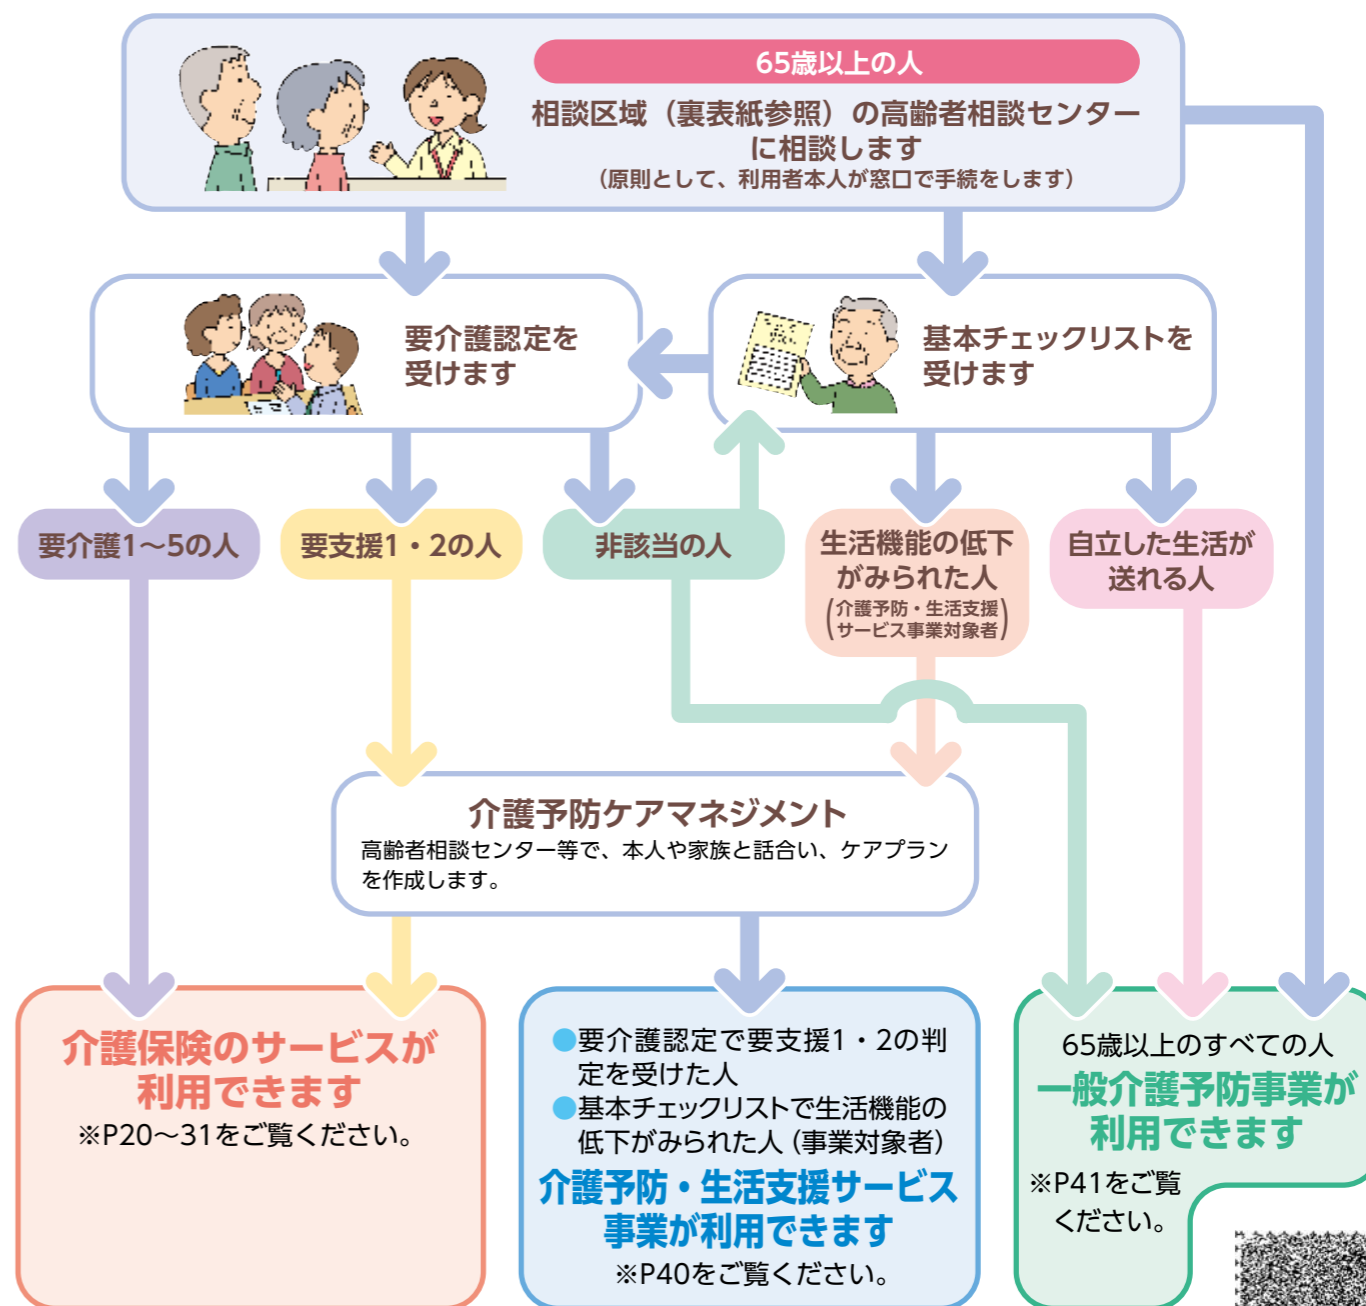 65歳以上の人
相談区域（裏表紙参照）の高齢者相談センター
に相談します
（原則として、利用者本人が窓口で手続をします）
要介護認定を
受けます
基本チェックリストを
受けます
要介護1～5の人
要支援1・2の人
非該当の人
生活機能の低下
がみられた人
（介護予防・生活支援
サービス事業対象者）
自立した生活が
送れる人
介護予防ケアマネジメント
高齢者相談センター等で、本人や家族と話合い、ケアプラン
を作成します。
介護保険のサービスが
利用できます
※P20～31をご覧ください。
●要介護認定で要支援1・2の判
定を受けた人
●基本チェックリストで生活機能の
低下がみられた人（事業対象者）
介護予防・生活支援サービス
事業が利用できます
※P40をご覧ください。
65歳以上のすべての人
一般介護予防事業が
利用できます
※P41をご覧
ください。